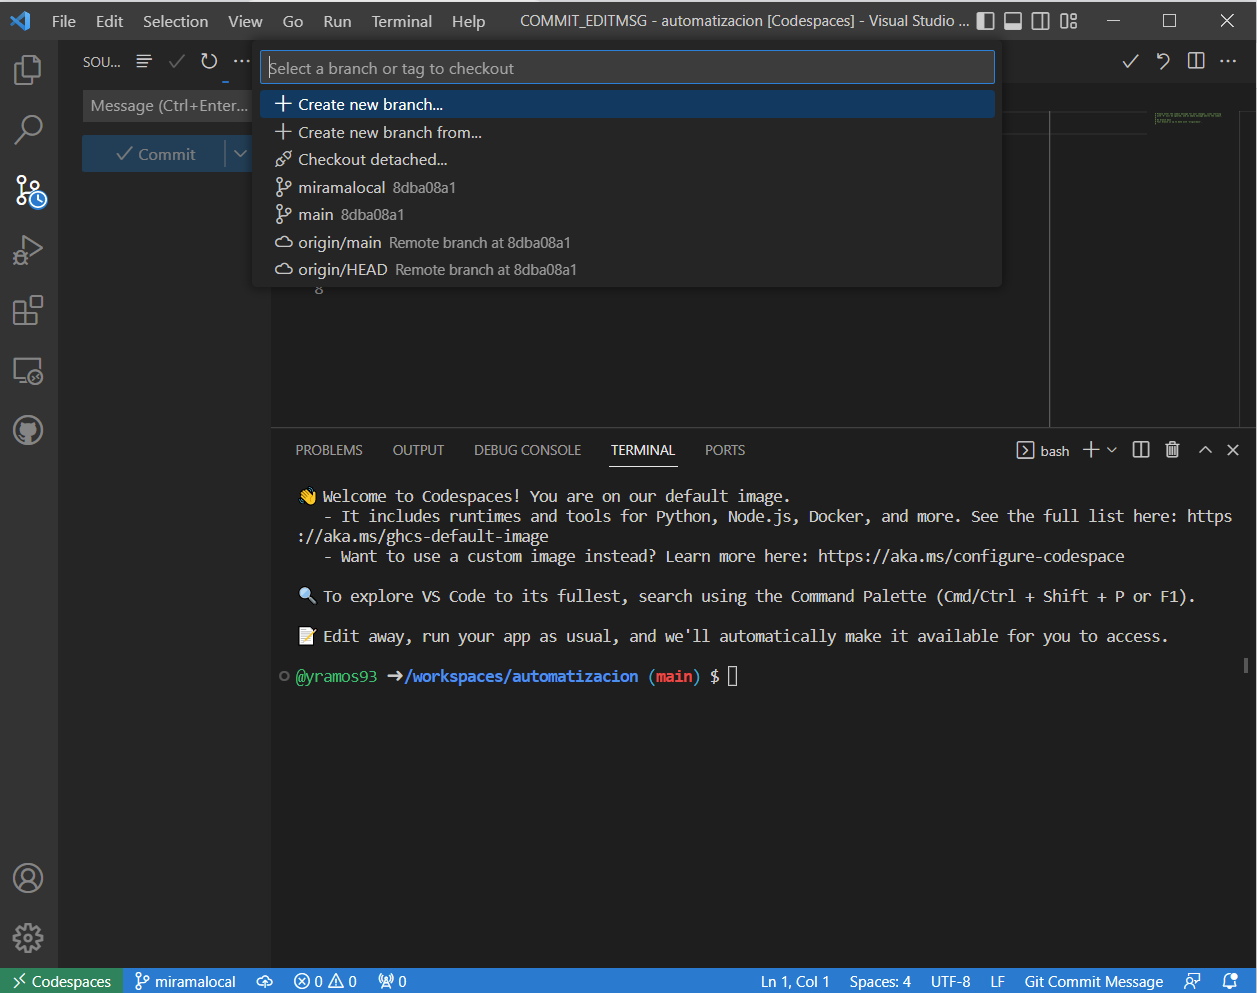 File Edit Selection View Go Run Terminal Help COMMIT_EDITMSG - automatizacion [Codespaces] - Visual Studio ...
SOU...
Select a branch or tag to checkout
Message (Ctrl+Enter...
Create new branch...
Create new branch from...
Commit
Checkout detached...
miramalocal 8dba08a1
main 8dba08a1
origin/main Remote branch at 8dba08a1
origin/HEAD Remote branch at 8dba08a1
8
PROBLEMS OUTPUT DEBUG CONSOLE TERMINAL PORTS bash
👋 Welcome to Codespaces! You are on our default image.
- It includes runtimes and tools for Python, Node.js, Docker, and more. See the full list here: https
://aka.ms/ghcs-default-image
- Want to use a custom image instead? Learn more here: https://aka.ms/configure-codespace
🔍 To explore VS Code to its fullest, search using the Command Palette (Cmd/Ctrl + Shift + P or F1).
📝 Edit away, run your app as usual, and we'll automatically make it available for you to access.
@yramos93 ➜/workspaces/automatizacion (main) $
Codespaces miramalocal 0 0 0 Ln 1, Col 1 Spaces: 4 UTF-8 LF Git Commit Message